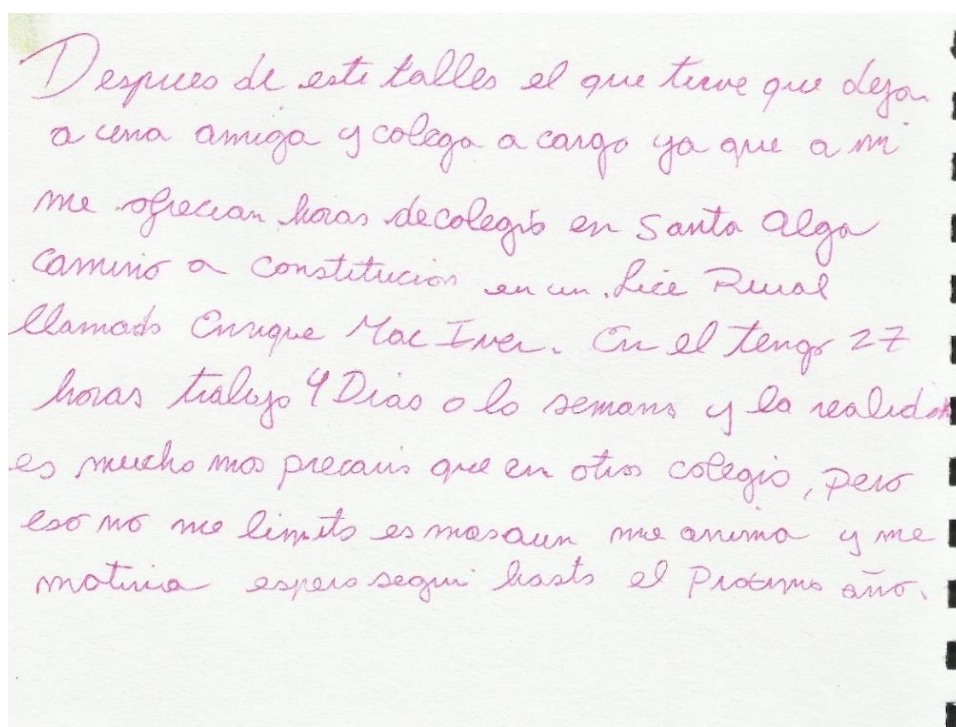 Despues de este taller el que tuve que dejar
a una amiga y colega a cargo ya que a mi
me ofrecian horas de colegio en Santa Olga
camino a constitucion en un Lice Rural
llamado Enrique Mac Iver. En el tengo 27
horas trabajo 4 Dias a la semana y la realidad
es mucho mas precaria que en otros colegio, pero
eso no me limita es mas aun me anima y me
motiva espero seguir hasta el Proximo año.